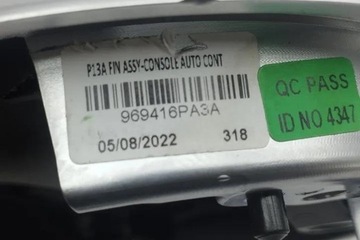 P13A FIN ASSY-CONSOLE AUTO CONT
969416PA3A
05/08/2022 318
QC PASS
ID NO 4347